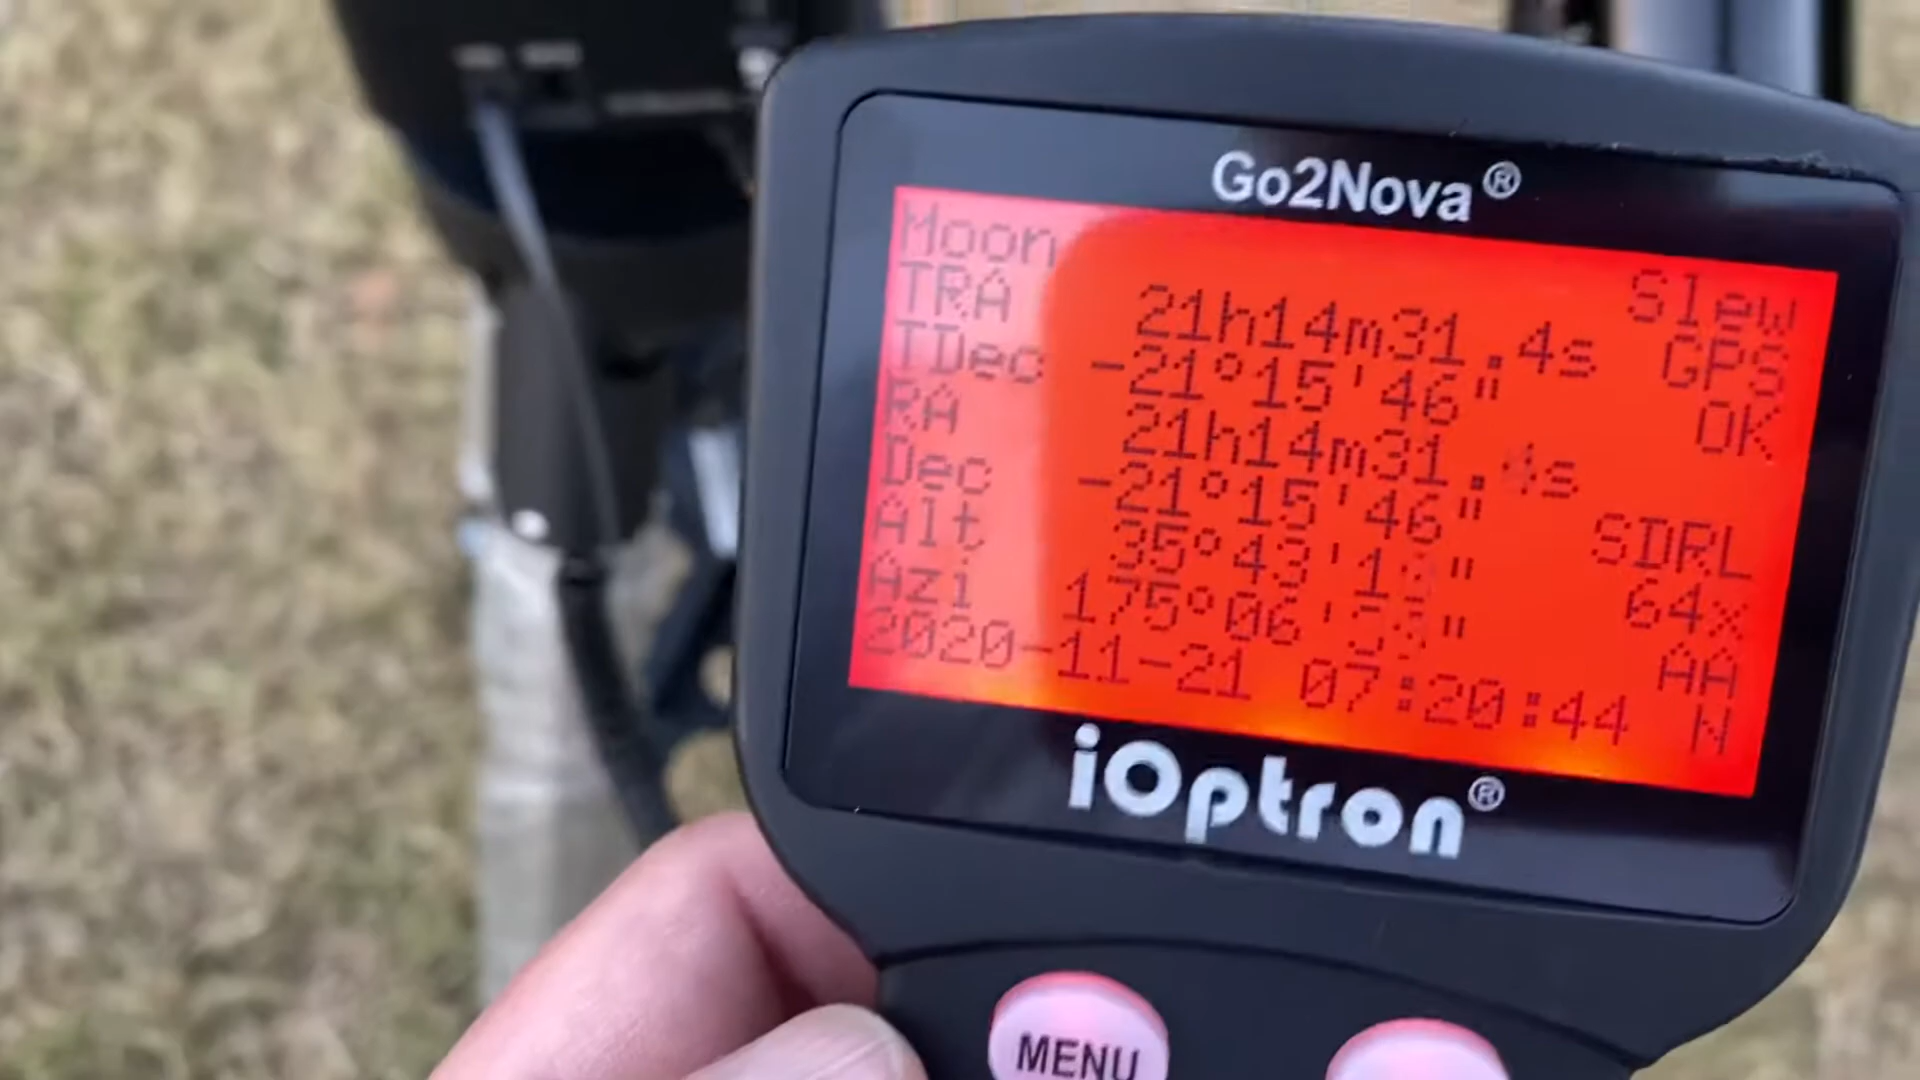 Go2Nova®
Moon Slew
TRA 21h14m31.4s GPS
TDec -21°15'46" OK
RA 21h14m31.4s
Dec -21°15'46" SDRL
Alt 35°43' 64x
Azi 175°06' AA
2020-11-21 07:20:44 N
iOptron®
MENU